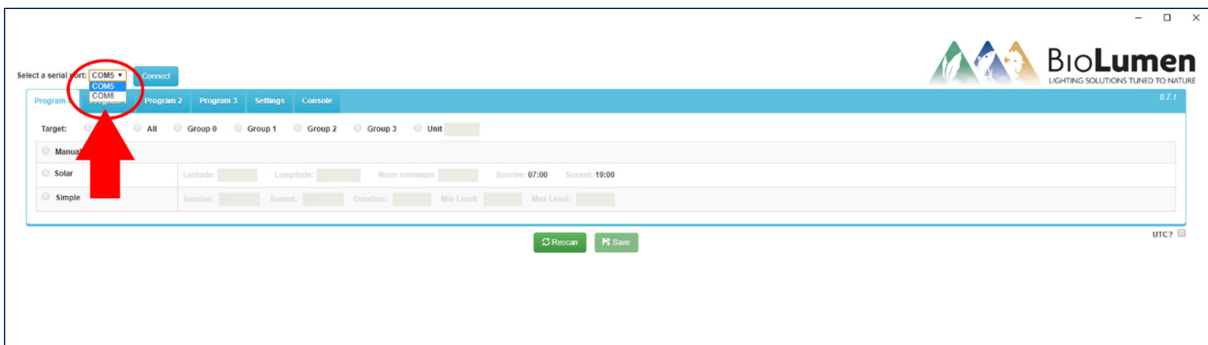 BioLumen
LIGHTING SOLUTIONS TUNED TO NATURE
Select a serial port: COM5 Connect
COM5
COM6
Program Program 2 Program 3 Settings Console 0.7.1
Target: All Group 0 Group 1 Group 2 Group 3 Unit
Manual
Solar Latitude: Longitude: Noon minimum: Sunrise: 07:00 Sunset: 19:00
Simple Sunrise: Sunset: Duration: Min Level: Max Level:
UTC?
Rescan Save